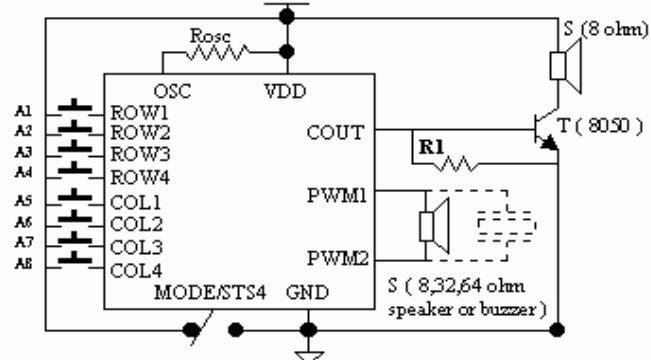 S (8 ohm)
Rosc
OSC
VDD
A1
ROW1
A2
ROW2
COUT
T ( 8050 )
A3
ROW3
R1
A4
ROW4
A5
COL1
PWM1
A6
COL2
A7
COL3
A8
COL4
PWM2
MODE/STS4
GND
S ( 8,32,64 ohm
speaker or buzzer )